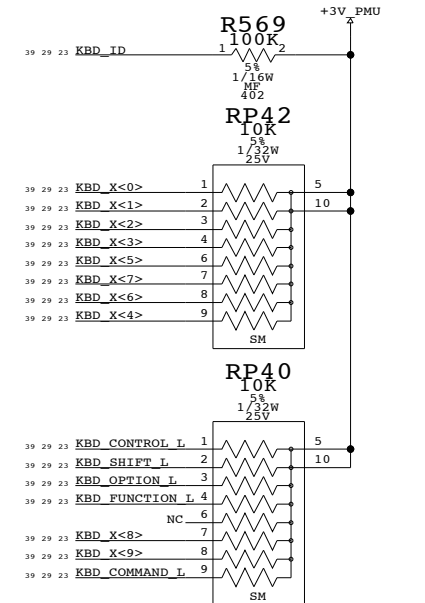 +3V_PMU
R569
100K
39 29 23 KBD_ID 1 2
5%
1/16W
MF
402
RP42
10K
5%
1/32W
25V
39 29 23 KBD_X<0> 1 5
39 29 23 KBD_X<1> 2 10
39 29 23 KBD_X<2> 3
39 29 23 KBD_X<3> 4
39 29 23 KBD_X<5> 6
39 29 23 KBD_X<7> 7
39 29 23 KBD_X<6> 8
39 29 23 KBD_X<4> 9
SM
RP40
10K
5%
1/32W
25V
39 29 23 KBD_CONTROL_L 1 5
39 29 23 KBD_SHIFT_L 2 10
39 29 23 KBD_OPTION_L 3
39 29 23 KBD_FUNCTION_L 4
NC 6
39 29 23 KBD_X<8> 7
39 29 23 KBD_X<9> 8
39 29 23 KBD_COMMAND_L 9
SM